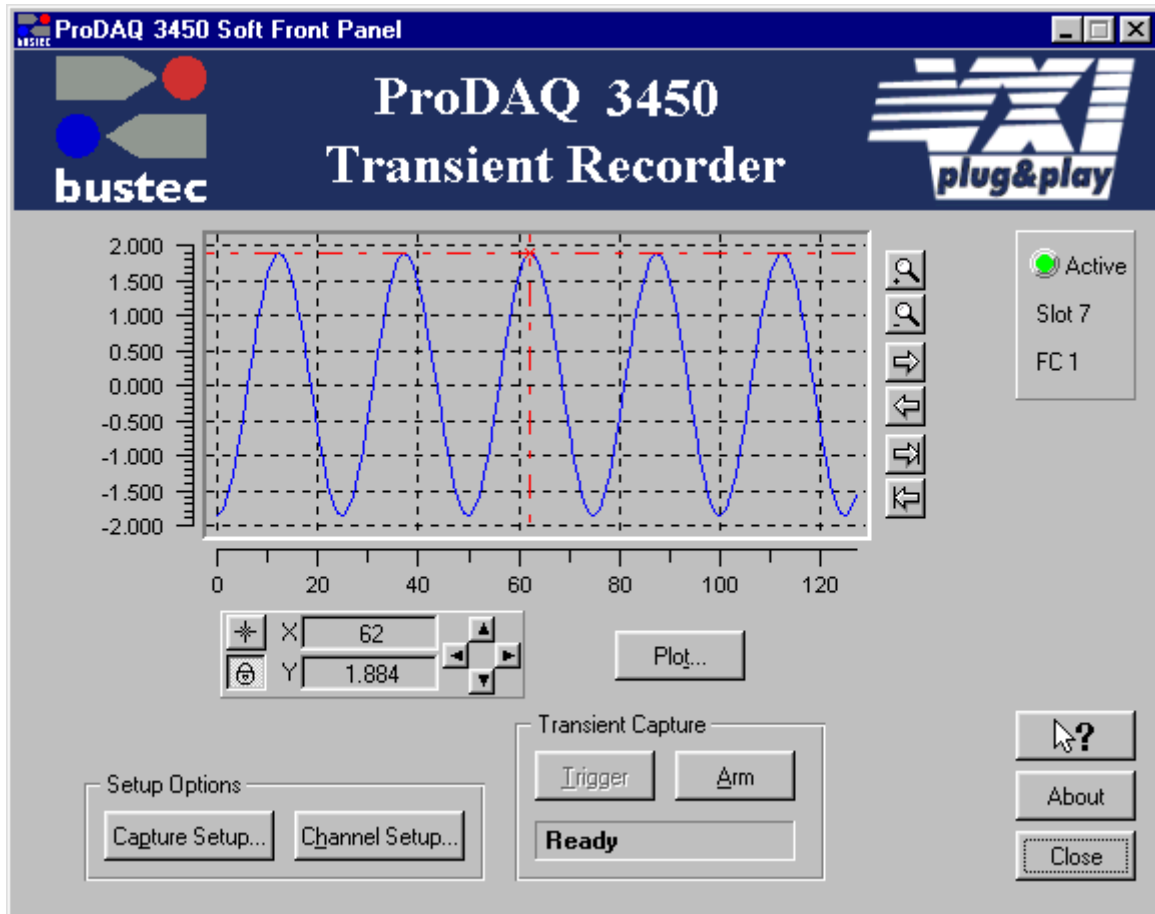 bustec ProDAQ 3450 Soft Front Panel
ProDAQ 3450
Transient Recorder
bustec
VXI
plug&play
2.000
1.500
1.000
0.500
0.000
-0.500
-1.000
-1.500
-2.000
0 20 40 60 80 100 120
Active
Slot 7
FC 1
X 62
Y 1.884
Plot...
Transient Capture
Trigger
Arm
Ready
Setup Options
Capture Setup...
Channel Setup...
?
About
Close